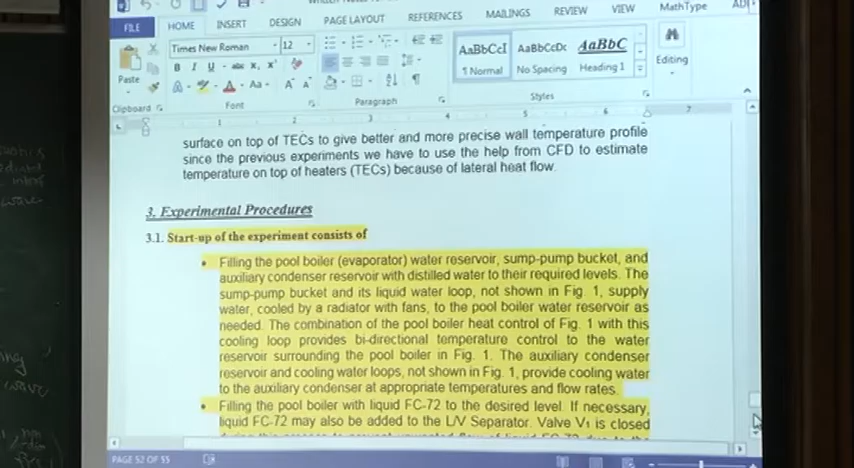 FILE HOME INSERT DESIGN PAGE LAYOUT REFERENCES MAILINGS REVIEW VIEW MathType
Times New Roman 12
Paste
B I U abc X, X'
Aa
AaBbCcI AaBbCcDc AaBbC
¶ Normal No Spacing Heading 1
Editing
Clipboard Font Paragraph Styles
1 2 3 4 5 6 7
surface on top of TECs to give better and more precise wall temperature profile
since the previous experiments we have to use the help from CFD to estimate
temperature on top of heaters (TECs) because of lateral heat flow.
3. Experimental Procedures
3.1. Start-up of the experiment consists of
• Filling the pool boiler (evaporator) water reservoir, sump-pump bucket, and
auxiliary condenser reservoir with distilled water to their required levels. The
sump-pump bucket and its liquid water loop, not shown in Fig. 1, supply
water, cooled by a radiator with fans, to the pool boiler water reservoir as
needed. The combination of the pool boiler heat control of Fig. 1 with this
cooling loop provides bi-directional temperature control to the water
reservoir surrounding the pool boiler in Fig. 1. The auxiliary condenser
reservoir and cooling water loops, not shown in Fig. 1, provide cooling water
to the auxiliary condenser at appropriate temperatures and flow rates.
• Filling the pool boiler with liquid FC-72 to the desired level. If necessary,
liquid FC-72 may also be added to the L/V Separator. Valve V1 is closed
PAGE 52 OF 55
wave